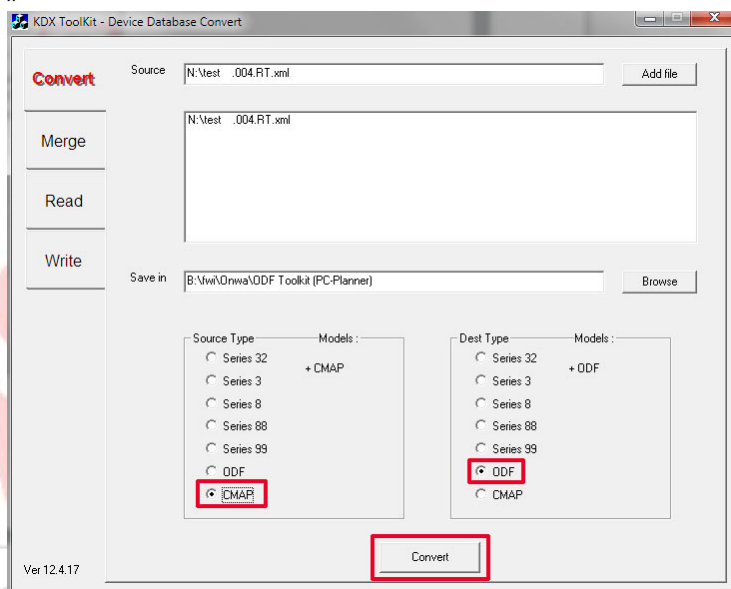 KDX ToolKit - Device Database Convert
Convert
Source
N:\test .004.RT.xml
Add file
N:\test .004.RT.xml
Merge
Read
Write
Save in
B:\fwi\Onwa\ODF Toolkit (PC-Planner)
Browse
Source Type Models :
Series 32
+ CMAP
Series 3
Series 8
Series 88
Series 99
ODF
CMAP
Dest Type Models :
Series 32
+ ODF
Series 3
Series 8
Series 88
Series 99
ODF
CMAP
Convert
Ver 12.4.17